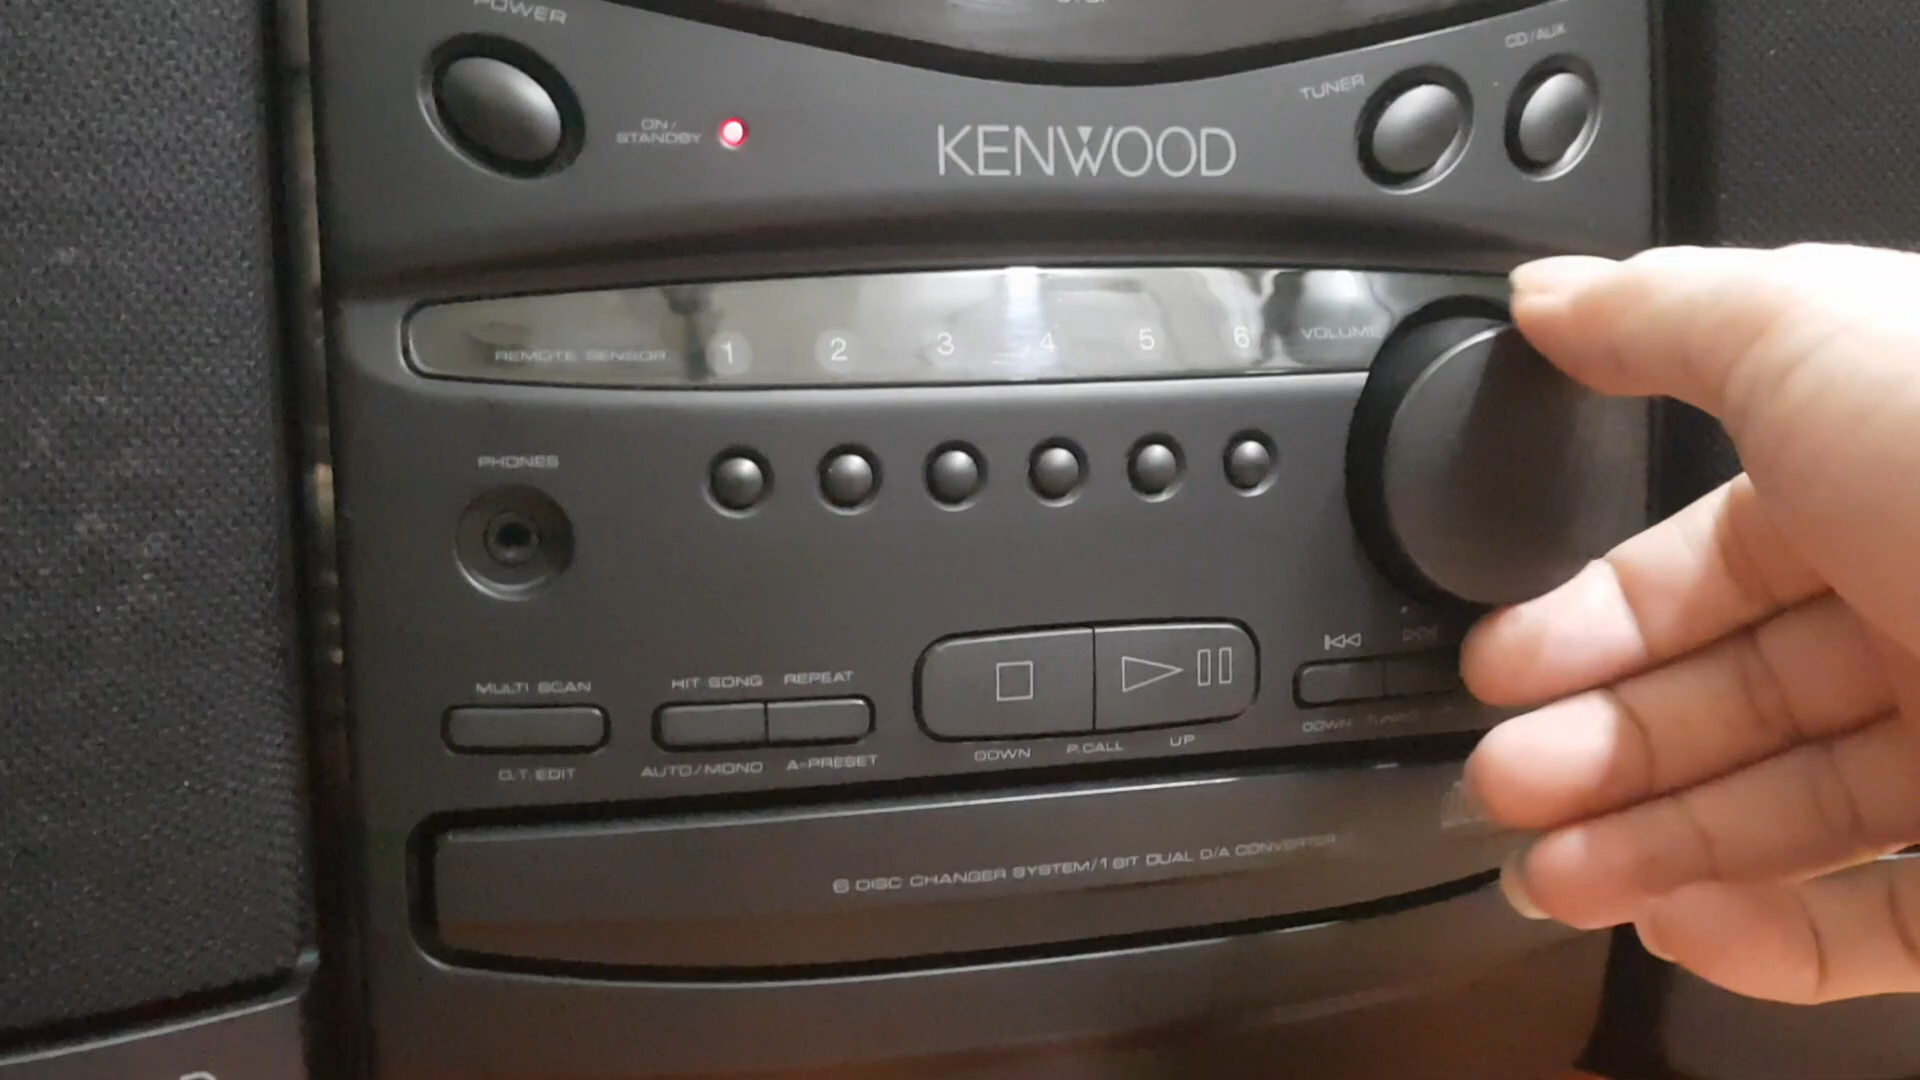 POWER
CD/AUX
TUNER
ON/
STANDBY
KENWOOD
REMOTE SENSOR
1
2
3
4
5
6
VOLUME
PHONES
MULTI SCAN
HIT SONG
REPEAT
O.T. EDIT
AUTO/MONO
A-PRESET
DOWN
P.CALL
UP
DOWN
TUNING
6 DISC CHANGER SYSTEM/1 BIT DUAL D/A CONVERTER